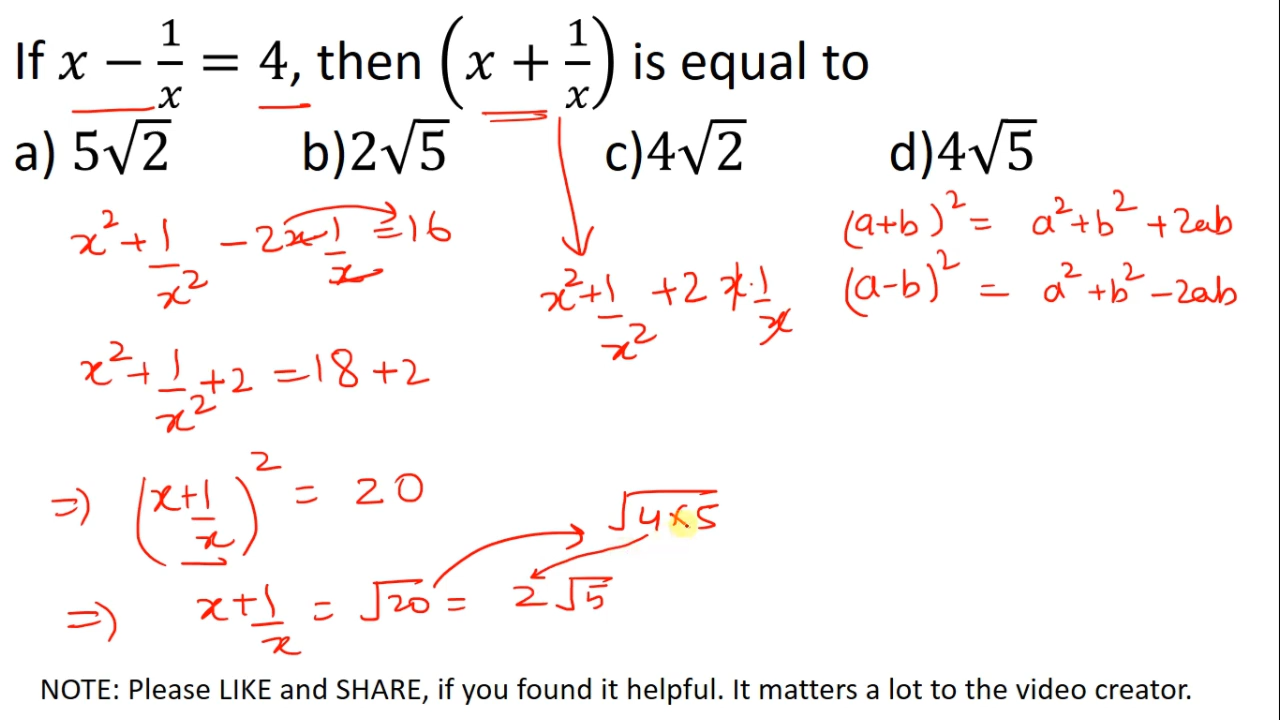 If x − 1/x = 4, then (x + 1/x) is equal to
a) 5√2 b)2√5 c)4√2 d)4√5
x² + 1/x² − 2x·1/x = 16
(a+b)² = a²+b²+2ab
x² + 1/x² + 2 x·1/x
(a-b)² = a²+b²−2ab
x² + 1/x² + 2 = 18 + 2
⇒ (x + 1/x)² = 20
√4×5
⇒ x + 1/x = √20 = 2√5
NOTE: Please LIKE and SHARE, if you found it helpful. It matters a lot to the video creator.